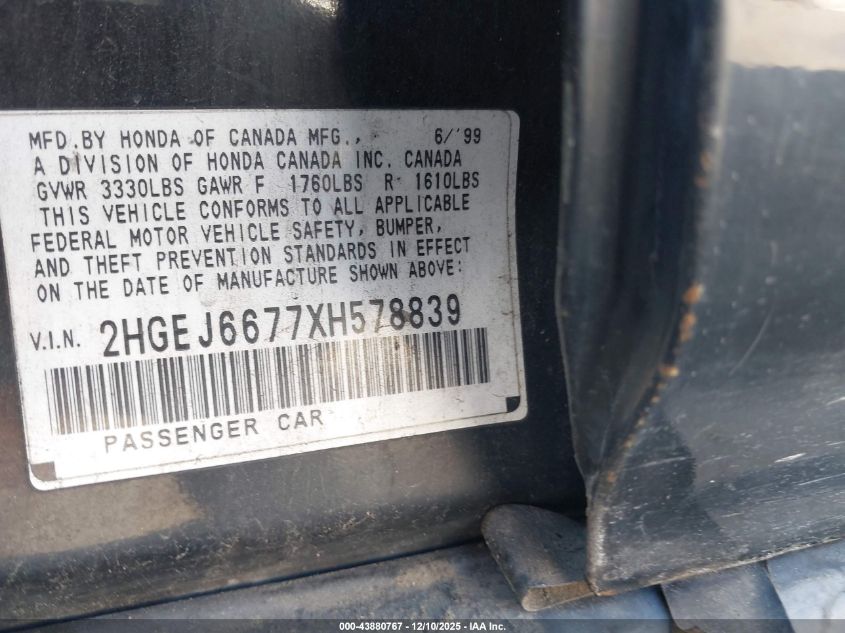 MFD.BY HONDA OF CANADA MFG., 6/'99
A DIVISION OF HONDA CANADA INC. CANADA
GVWR 3330LBS GAWR F 1760LBS R 1610LBS
THIS VEHICLE CONFORMS TO ALL APPLICABLE
FEDERAL MOTOR VEHICLE SAFETY, BUMPER,
AND THEFT PREVENTION STANDARDS IN EFFECT
ON THE DATE OF MANUFACTURE SHOWN ABOVE:
V.I.N. 2HGEJ6677XH578839
PASSENGER CAR
000-43880767 - 12/10/2025 - IAA Inc.